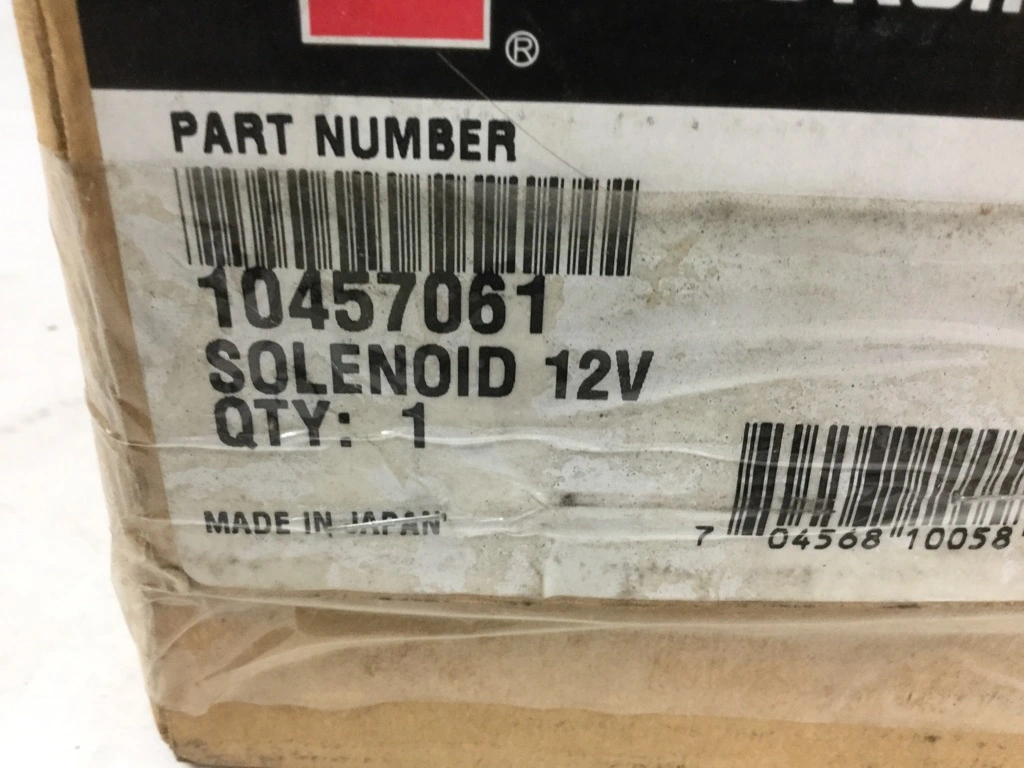 ®
PART NUMBER
10457061
SOLENOID 12V
QTY: 1
MADE IN JAPAN
7 04568 10058